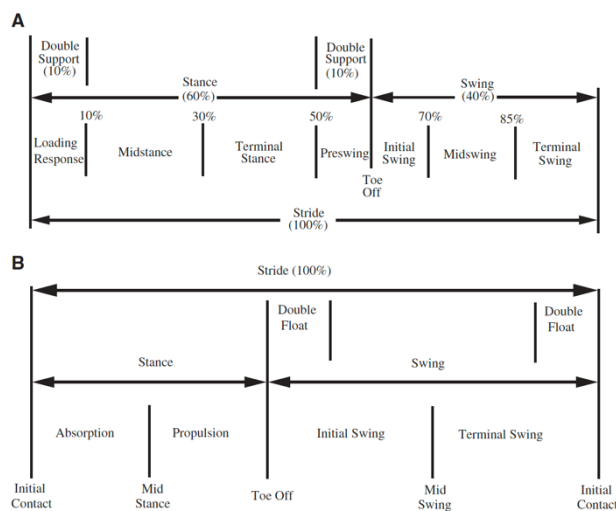 A
Double
Support
(10%)
Double
Support
(10%)
Stance
(60%)
Swing
(40%)
10%
30%
50%
70%
85%
Loading
Response
Midstance
Terminal
Stance
Preswing
Initial
Swing
Midswing
Terminal
Swing
Toe
Off
Stride
(100%)
B
Stride (100%)
Double
Float
Double
Float
Stance
Swing
Absorption
Propulsion
Initial Swing
Terminal Swing
Initial
Contact
Mid
Stance
Toe Off
Mid
Swing
Initial
Contact